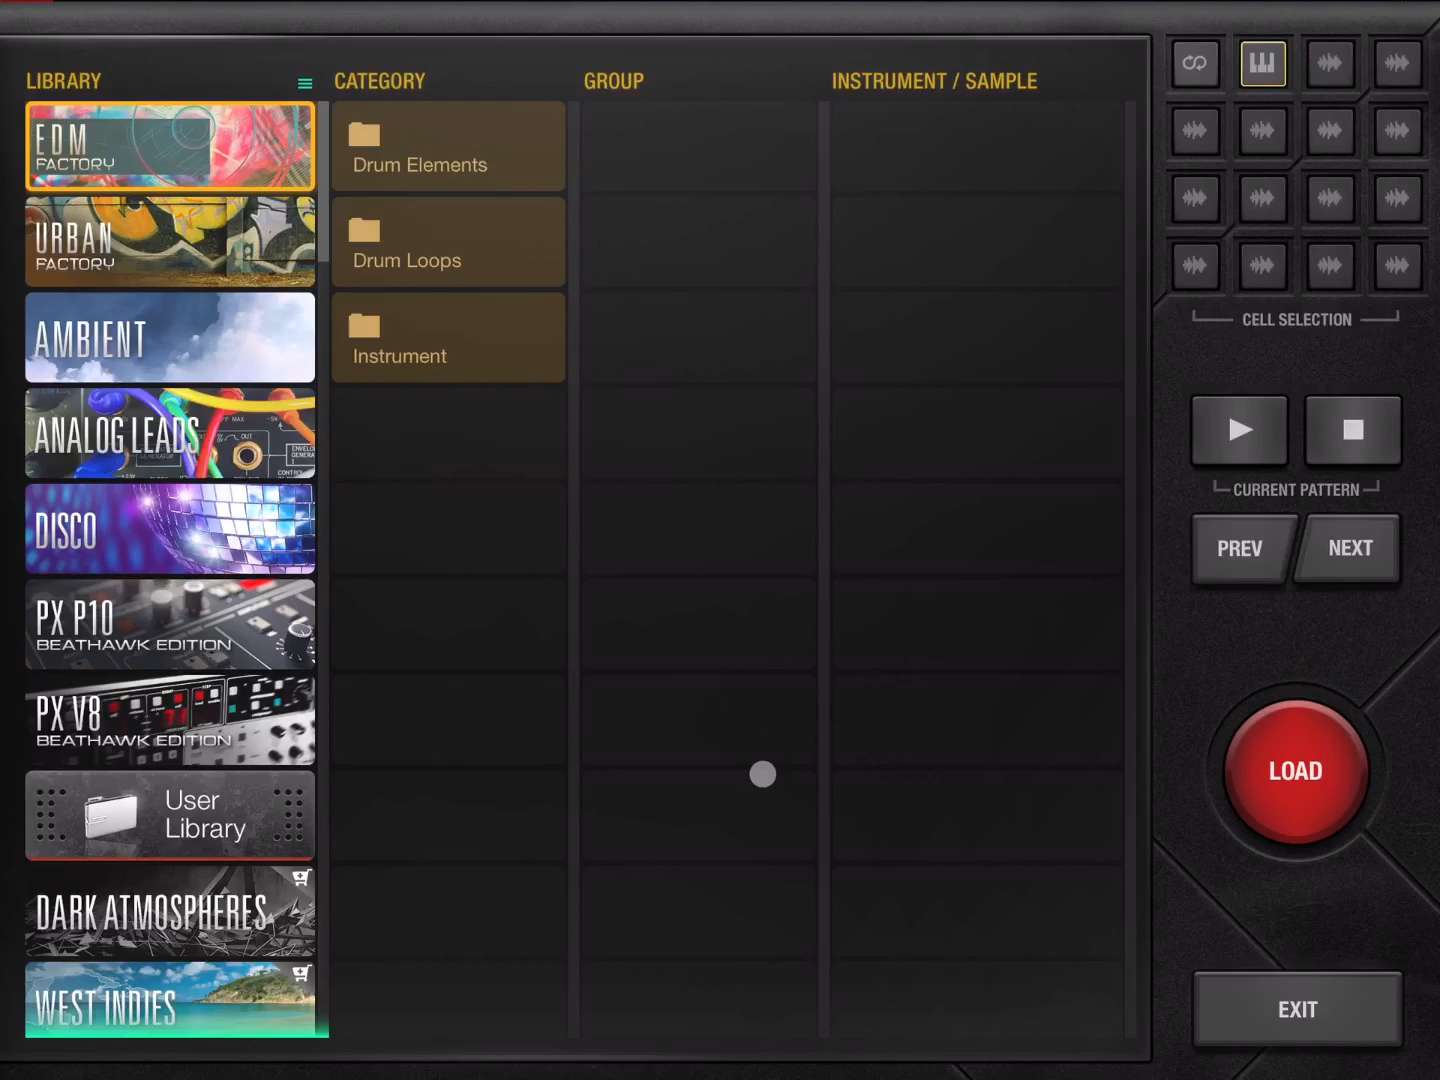 LIBRARY
CATEGORY
GROUP
INSTRUMENT / SAMPLE
EDM
FACTORY
URBAN
FACTORY
AMBIENT
ANALOG LEADS
DISCO
PX P10
BEATHAWK EDITION
PX V8
BEATHAWK EDITION
User
Library
DARK ATMOSPHERES
WEST INDIES
Drum Elements
Drum Loops
Instrument
CELL SELECTION
CURRENT PATTERN
PREV
NEXT
LOAD
EXIT